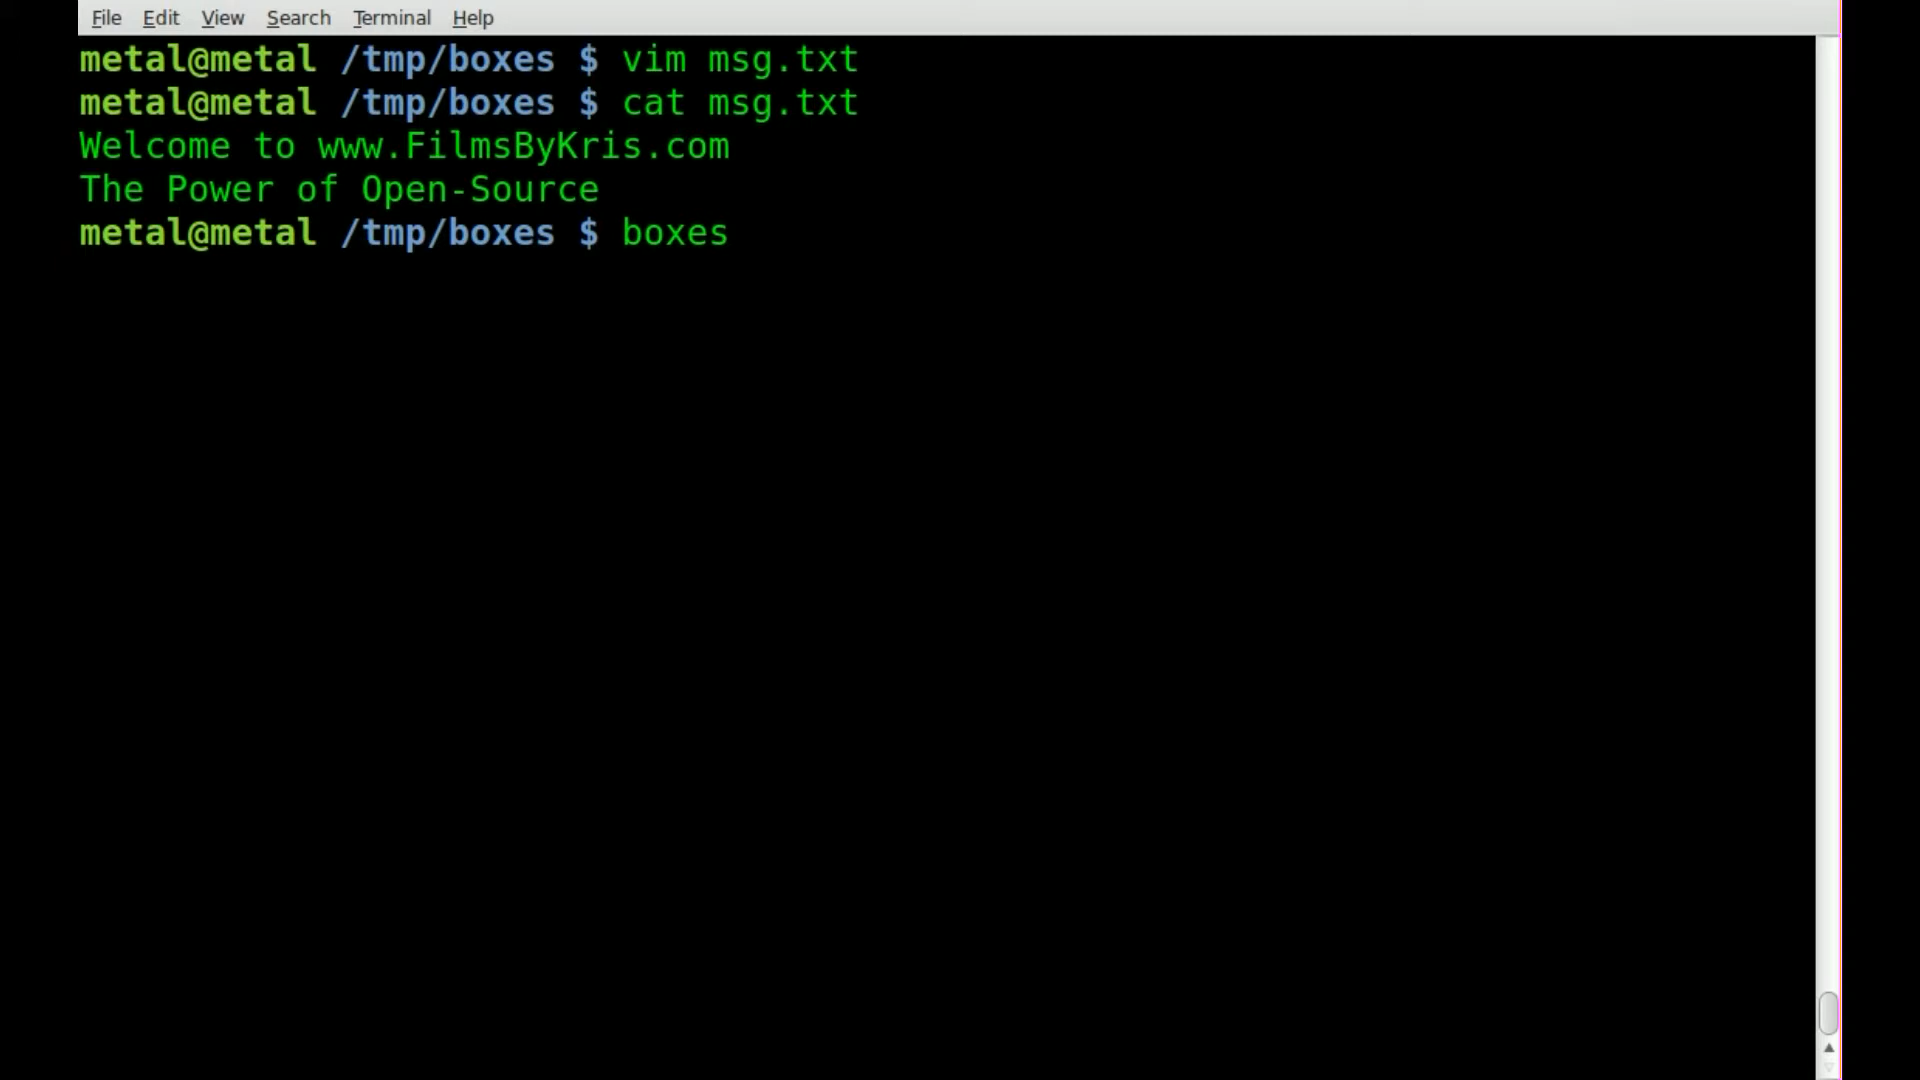 File Edit View Search Terminal Help
metal@metal /tmp/boxes $ vim msg.txt
metal@metal /tmp/boxes $ cat msg.txt
Welcome to www.FilmsByKris.com
The Power of Open-Source
metal@metal /tmp/boxes $ boxes